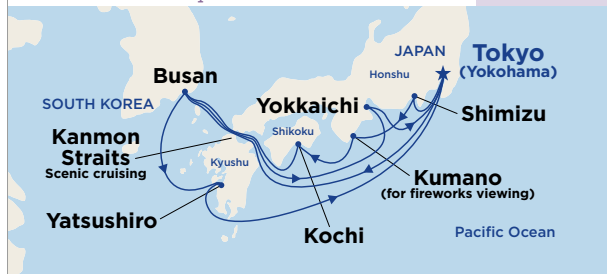 JAPAN
Tokyo
(Yokohama)
Honshu
Busan
SOUTH KOREA
Yokkaichi
Shimizu
Kanmon
Straits
Scenic cruising
Shikoku
Kyushu
Kumano
(for fireworks viewing)
Yatsushiro
Kochi
Pacific Ocean